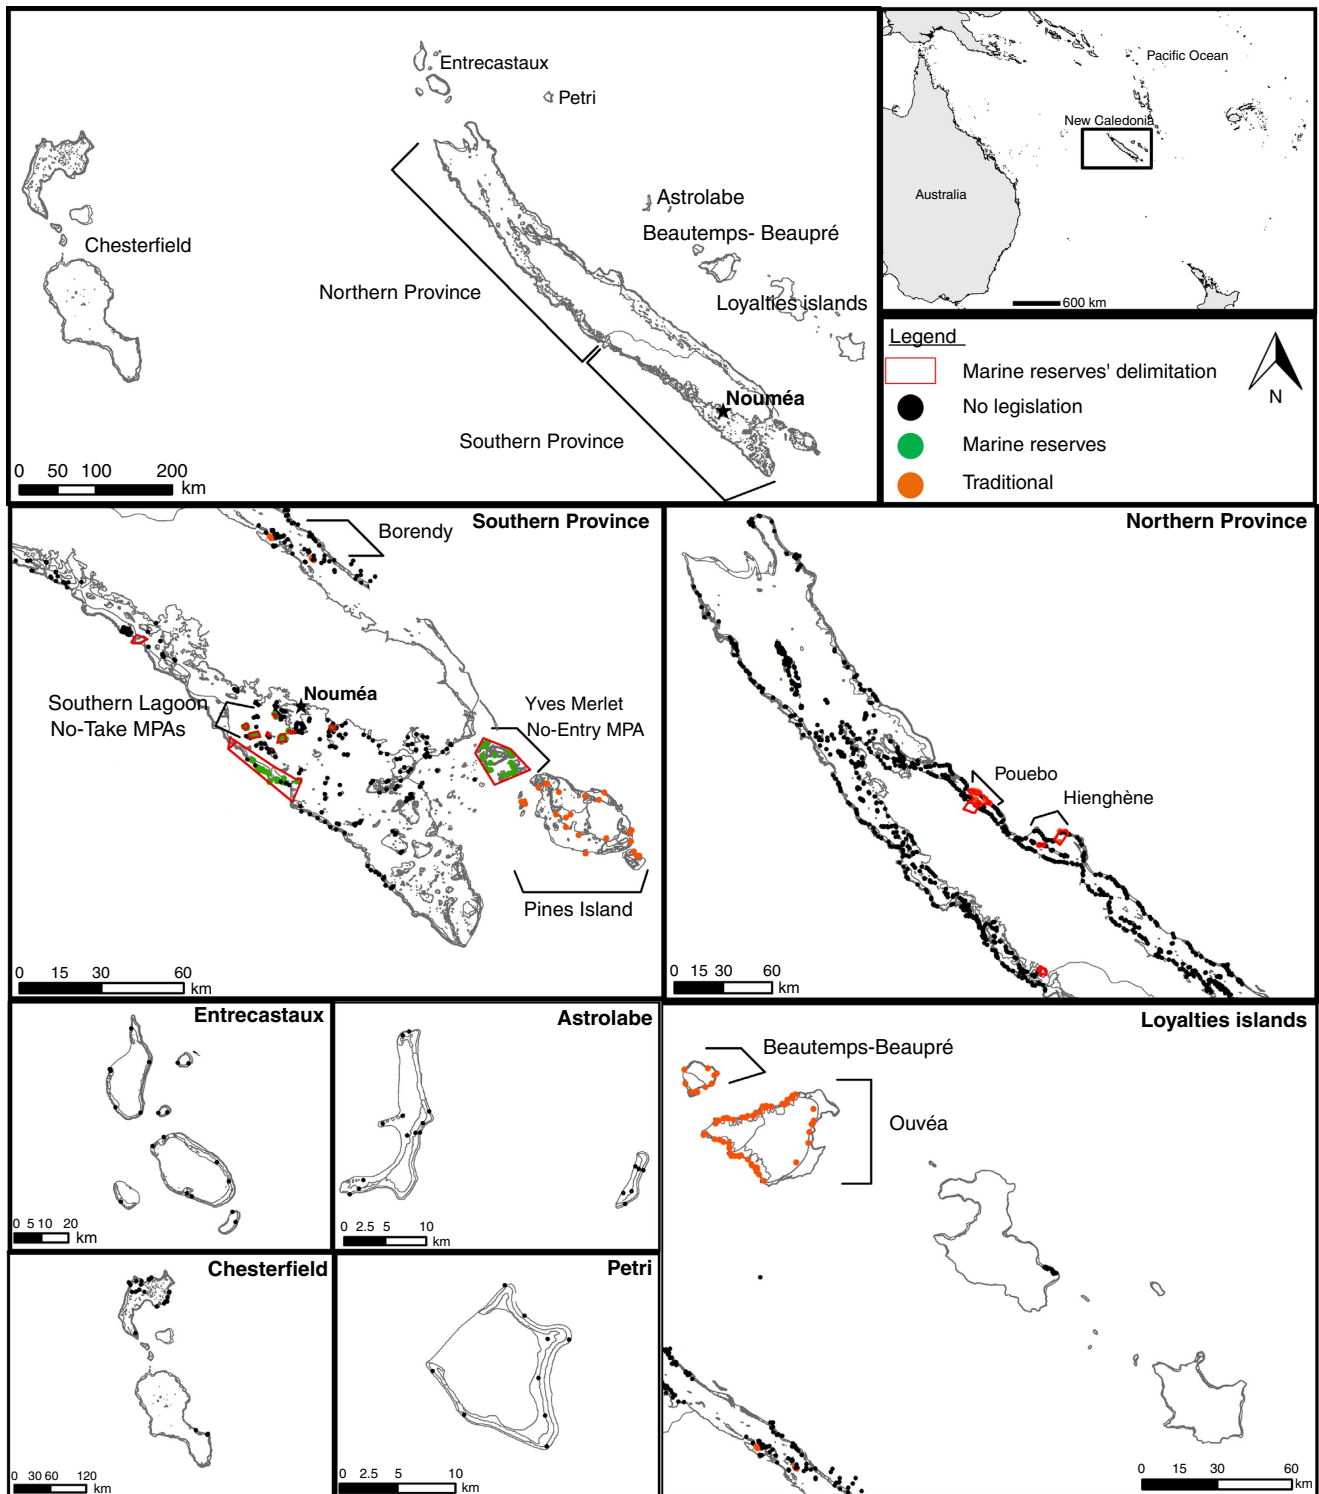 Entrecastaux
Petri
Astrolabe
Beautemps- Beaupré
Chesterfield
Northern Province
Loyalties islands
Nouméa
Southern Province
0 50 100 200
km
Pacific Ocean
New Caledonia
Australia
600 km
Legend
Marine reserves' delimitation
No legislation
Marine reserves
Traditional
N
Southern Province
Borendy
Southern Lagoon
No-Take MPAs
Nouméa
Yves Merlet
No-Entry MPA
Pines Island
0 15 30 60
km
Northern Province
Pouebo
Hienghène
0 15 30 60
km
Entrecastaux
0 5 10 20
km
Astrolabe
0 2.5 5 10
km
Chesterfield
0 30 60 120
km
Petri
0 2.5 5 10
km
Loyalties islands
Beautemps-Beaupré
Ouvéa
0 15 30 60
km